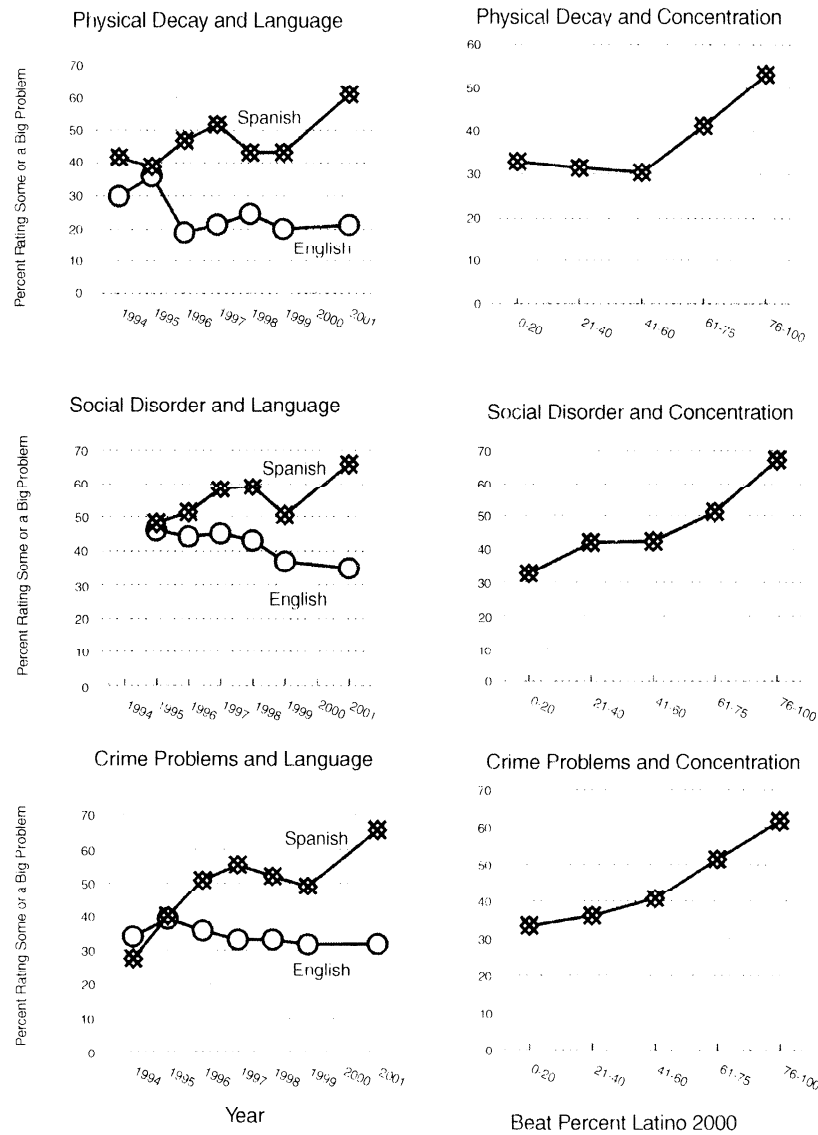 Physical Decay and Language
Percent Rating Some or a Big Problem
70
60
50
40
30
20
10
0
Spanish
English
1994 1995 1996 1997 1998 1999 2000 2001
Physical Decay and Concentration
60
50
40
30
20
10
0
0-20 21-40 41-60 61-75 76-100
Social Disorder and Language
Percent Rating Some or a Big Problem
70
60
50
40
30
20
10
0
Spanish
English
1994 1995 1996 1997 1998 1999 2000 2001
Social Disorder and Concentration
70
60
50
40
30
20
10
0
0-20 21-40 41-60 61-75 76-100
Crime Problems and Language
Percent Rating Some or a Big Problem
70
60
50
40
30
20
10
0
Spanish
English
1994 1995 1996 1997 1998 1999 2000 2001
Year
Crime Problems and Concentration
70
60
50
40
30
20
10
0
0-20 21-40 41-60 61-75 76-100
Beat Percent Latino 2000